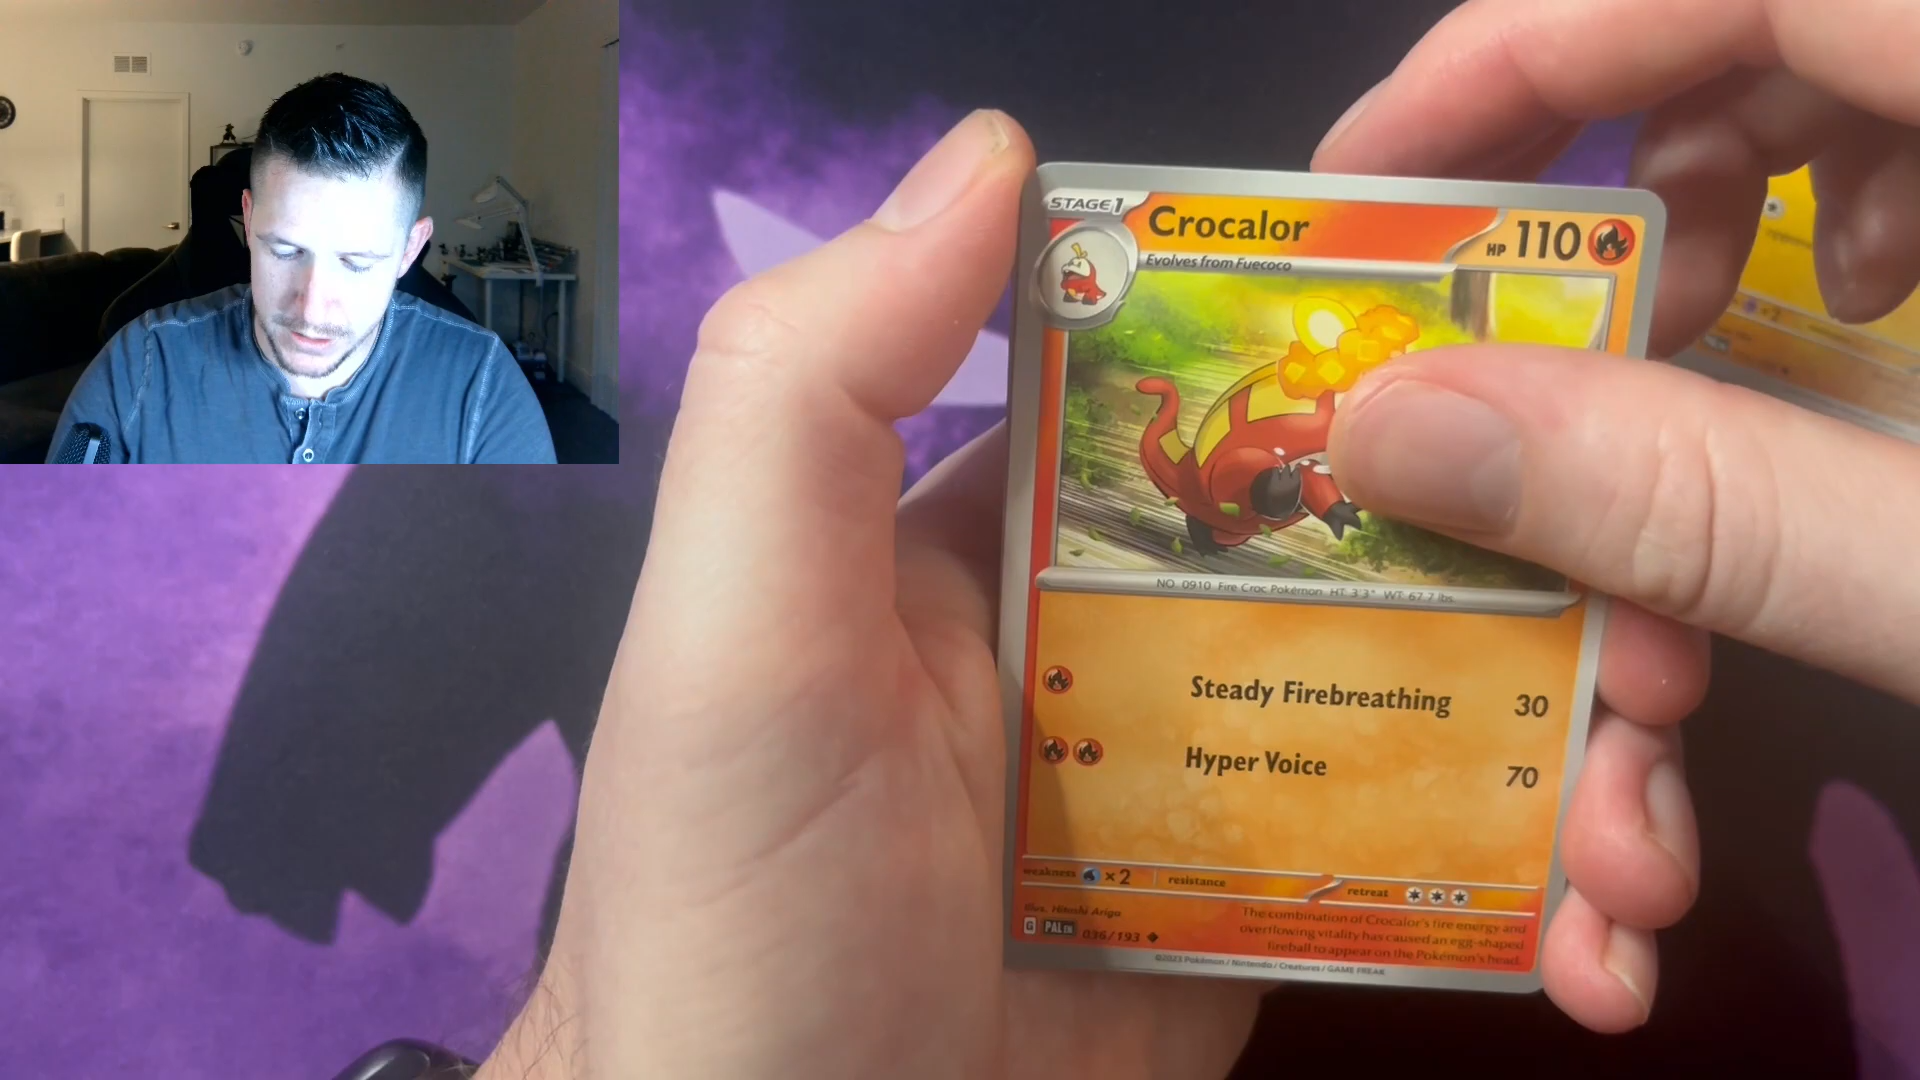 STAGE 1
Crocalor
HP 110
Evolves from Fuecoco
NO. 0910 Fire Croc Pokémon HT: 3'3" WT: 67.7 lbs.
Steady Firebreathing 30
Hyper Voice 70
weakness ×2 resistance retreat
Illus. Hitoshi Ariga
G PAL EN 036/193
The combination of Crocalor's fire energy and
overflowing vitality has caused an egg-shaped
fireball to appear on the Pokémon's head.
©2023 Pokémon / Nintendo / Creatures / GAME FREAK